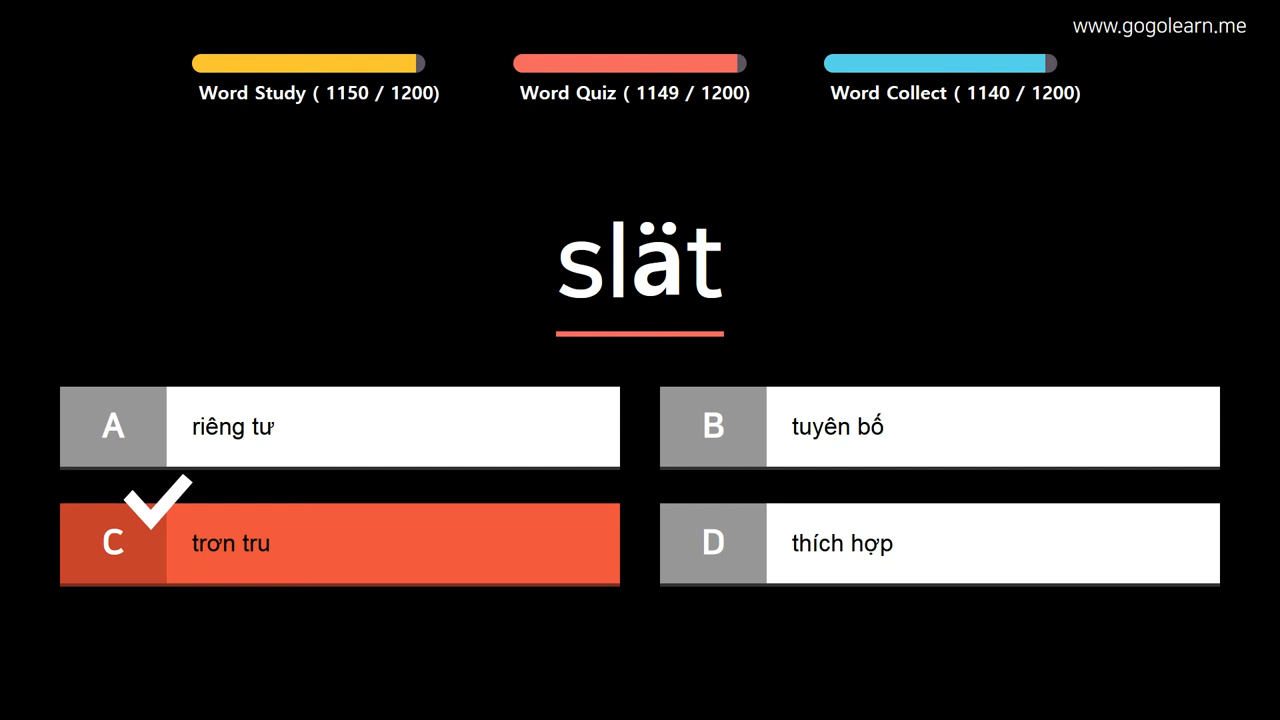 www.gogolearn.me
Word Study ( 1150 / 1200)
Word Quiz ( 1149 / 1200)
Word Collect ( 1140 / 1200)
slät
A riêng tư
B tuyên bố
C trơn tru
D thích hợp